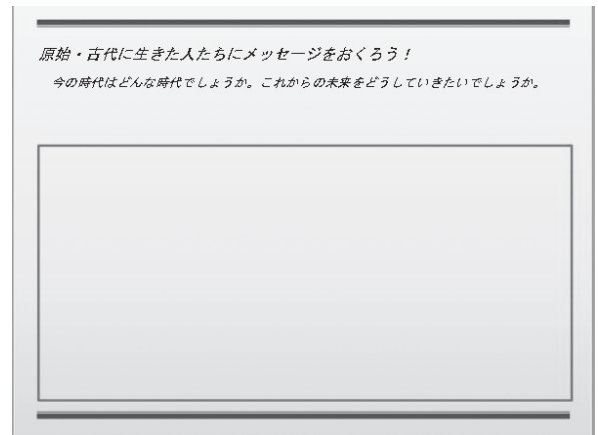 原始・古代に生きた人たちにメッセージをおくろう！
今の時代はどんな時代でしょうか。これからの未来をどうしていきたいでしょうか。